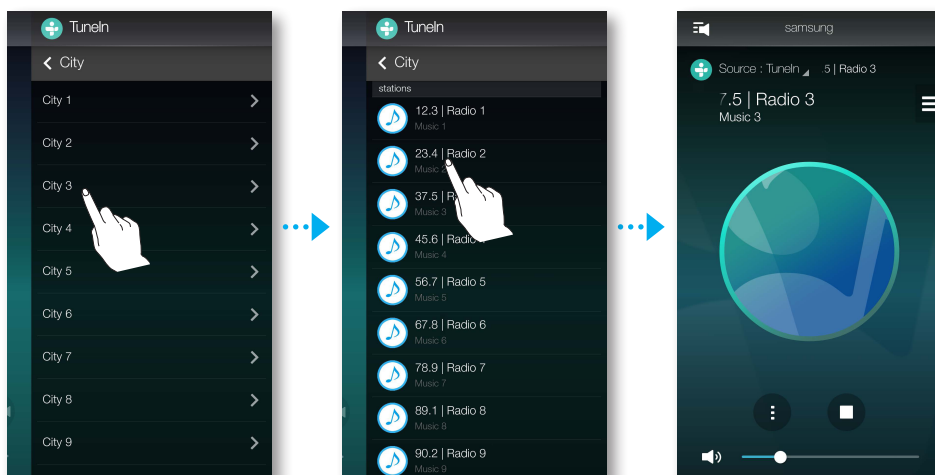 TuneIn
City
City 1
City 2
City 3
City 4
City 5
City 6
City 7
City 8
City 9
TuneIn
City
stations
12.3 | Radio 1
Music 1
23.4 | Radio 2
Music
37.5 |
Music 3
45.6 | Radio
Music 4
56.7 | Radio 5
Music 5
67.8 | Radio 6
Music 6
78.9 | Radio 7
Music 7
89.1 | Radio 8
Music 8
90.2 | Radio 9
Music 9
samsung
Source : TuneIn .5 | Radio 3
7.5 | Radio 3
Music 3